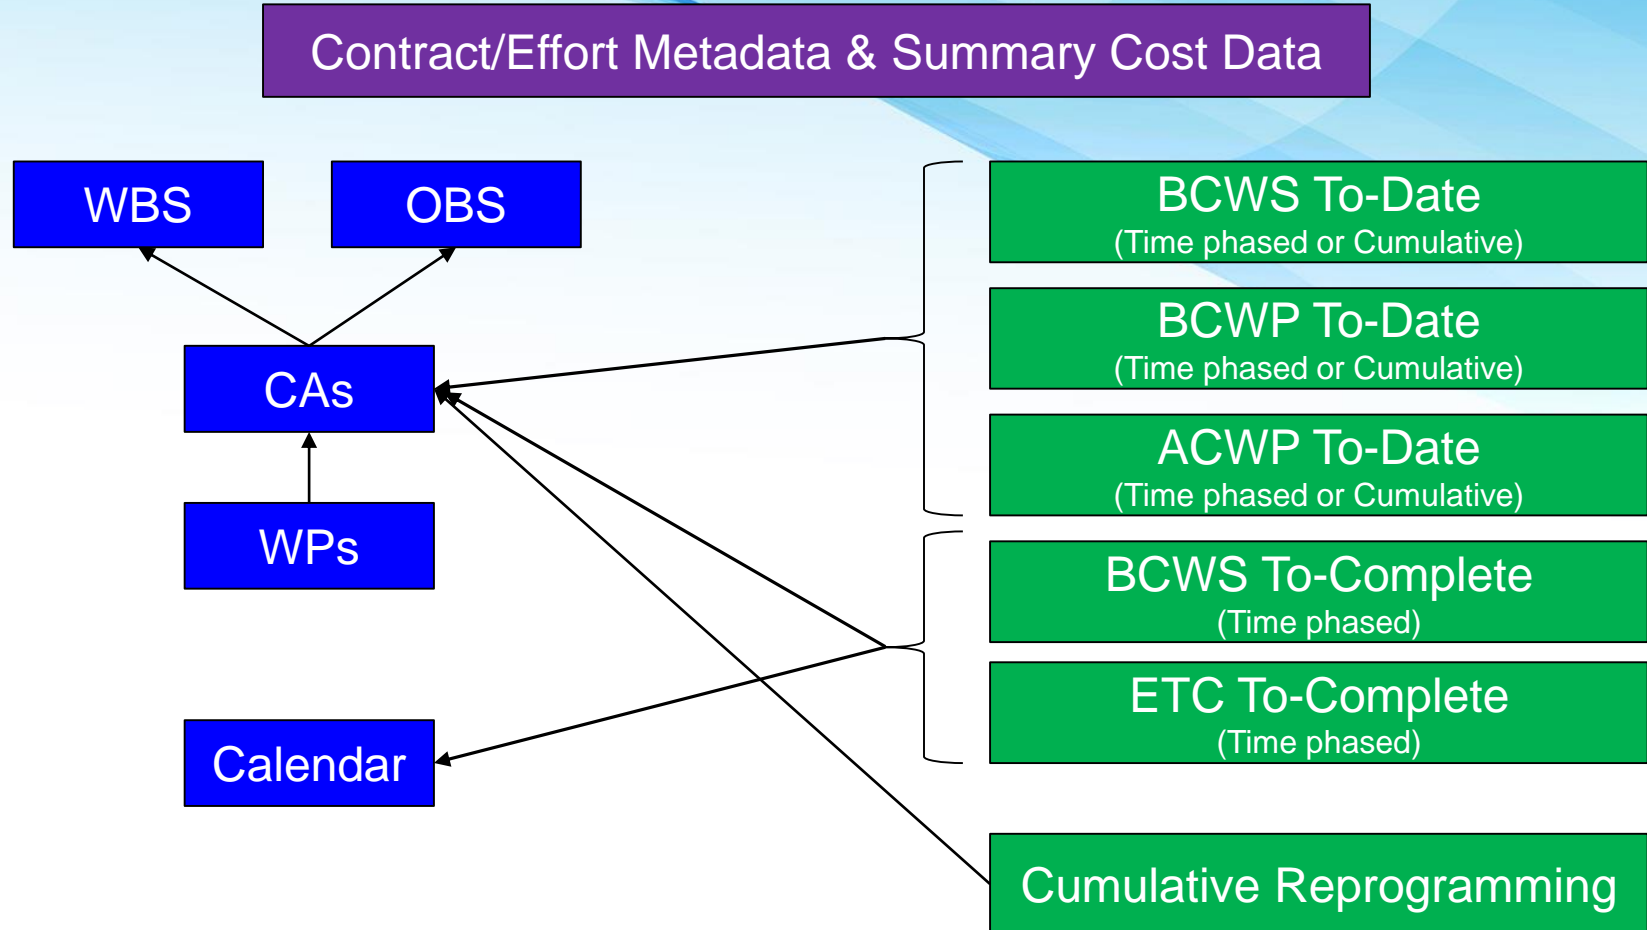 Contract/Effort Metadata & Summary Cost Data
WBS
OBS
CAs
WPs
Calendar
BCWS To-Date
(Time phased or Cumulative)
BCWP To-Date
(Time phased or Cumulative)
ACWP To-Date
(Time phased or Cumulative)
BCWS To-Complete
(Time phased)
ETC To-Complete
(Time phased)
Cumulative Reprogramming